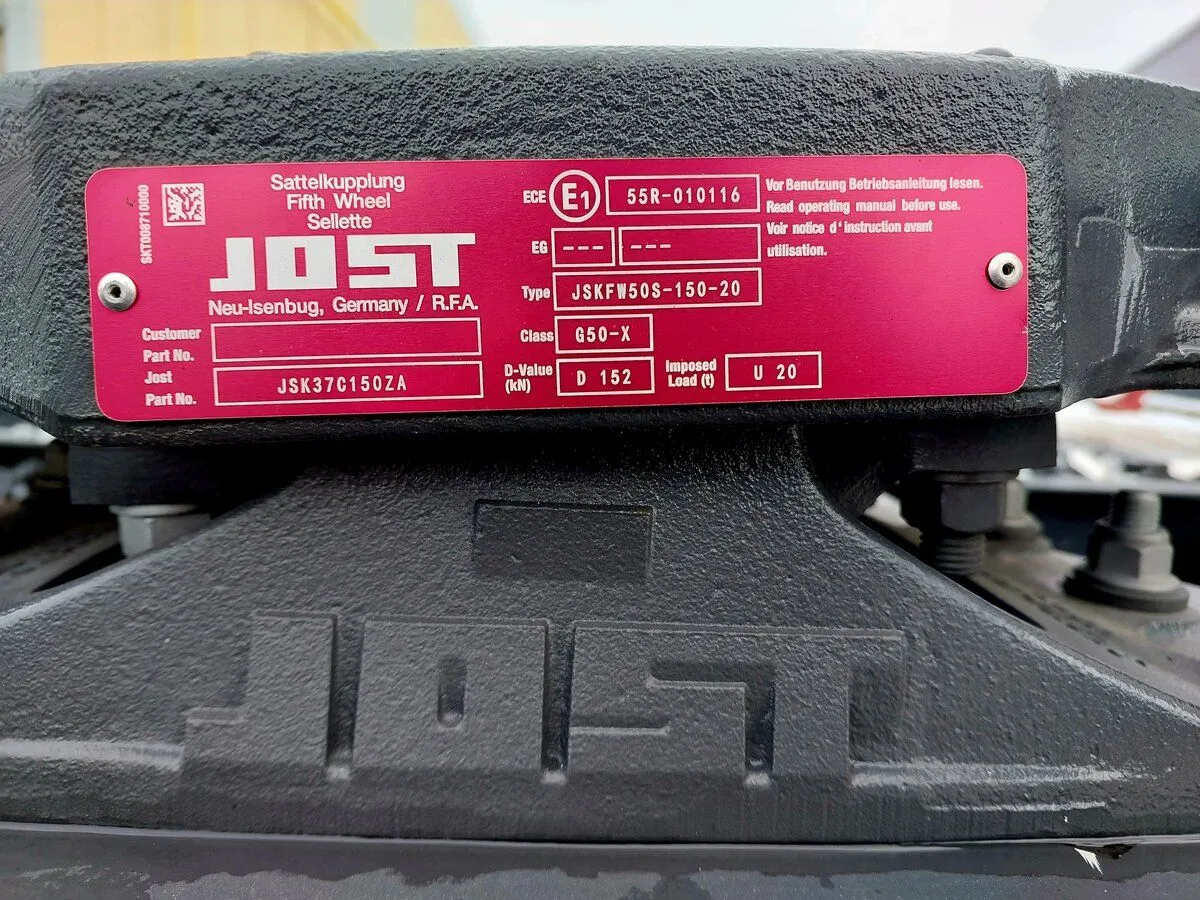 SKT008710000
Sattelkupplung
Fifth Wheel
Sellette
JOST
Neu-Isenbug, Germany / R.F.A.
Customer
Part No.
Jost
Part No.
JSK37C150ZA
ECE E1 55R-010116
EG --- ---
Type JSKFW50S-150-20
Class G50-X
D-Value
(kN)
D 152
Imposed
Load (t)
U 20
Vor Benutzung Betriebsanleitung lesen.
Read operating manual before use.
Voir notice d'instruction avant
utilisation.
JOST